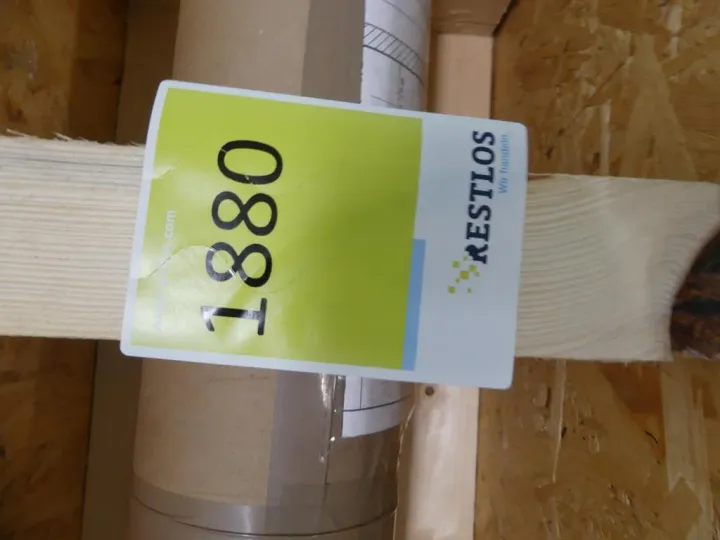 RESTLOS
Wir handeln.
1880